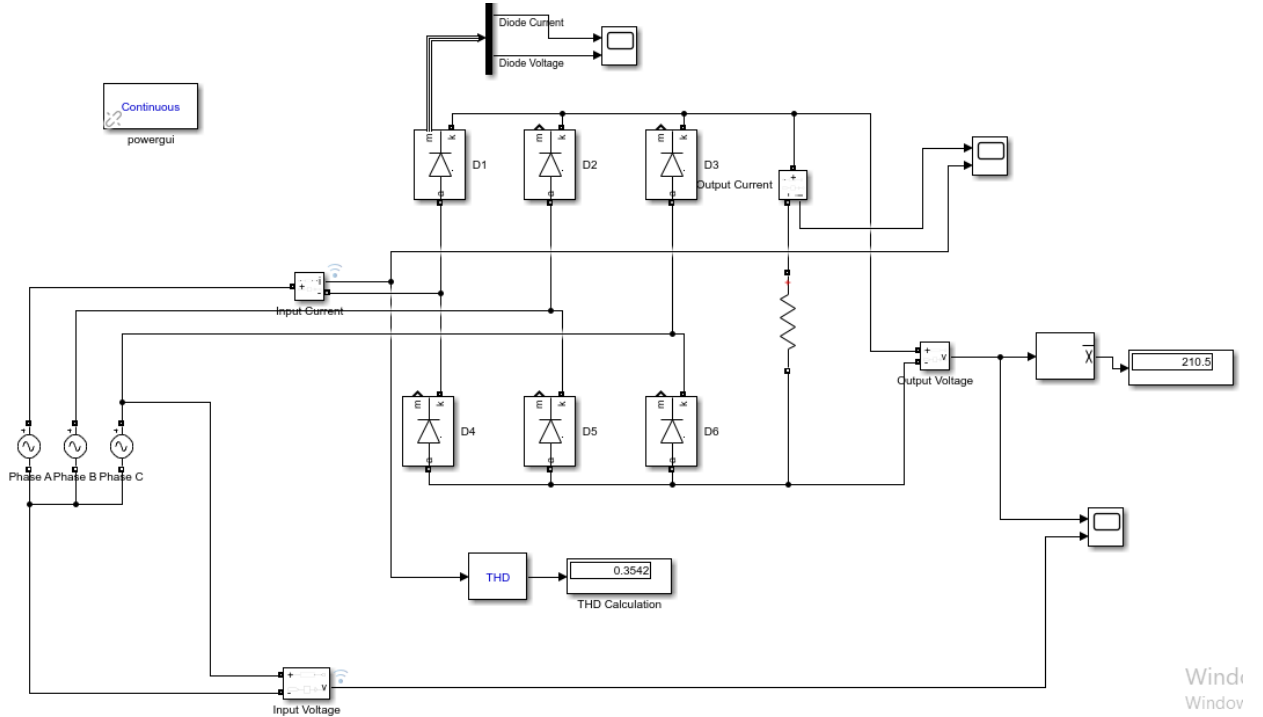 Diode Current
Diode Voltage
Continuous
powergui
m k
D1
m k
D2
m k
D3
Output Current
+
a
a
a
i
+
-
Input Current
+
-
v
Output Voltage
X
210.5
m k
D4
m k
D5
m k
D6
a
a
a
+
+
+
Phase A Phase B Phase C
THD
0.3542
THD Calculation
+
-
v
Input Voltage
Wind
Window